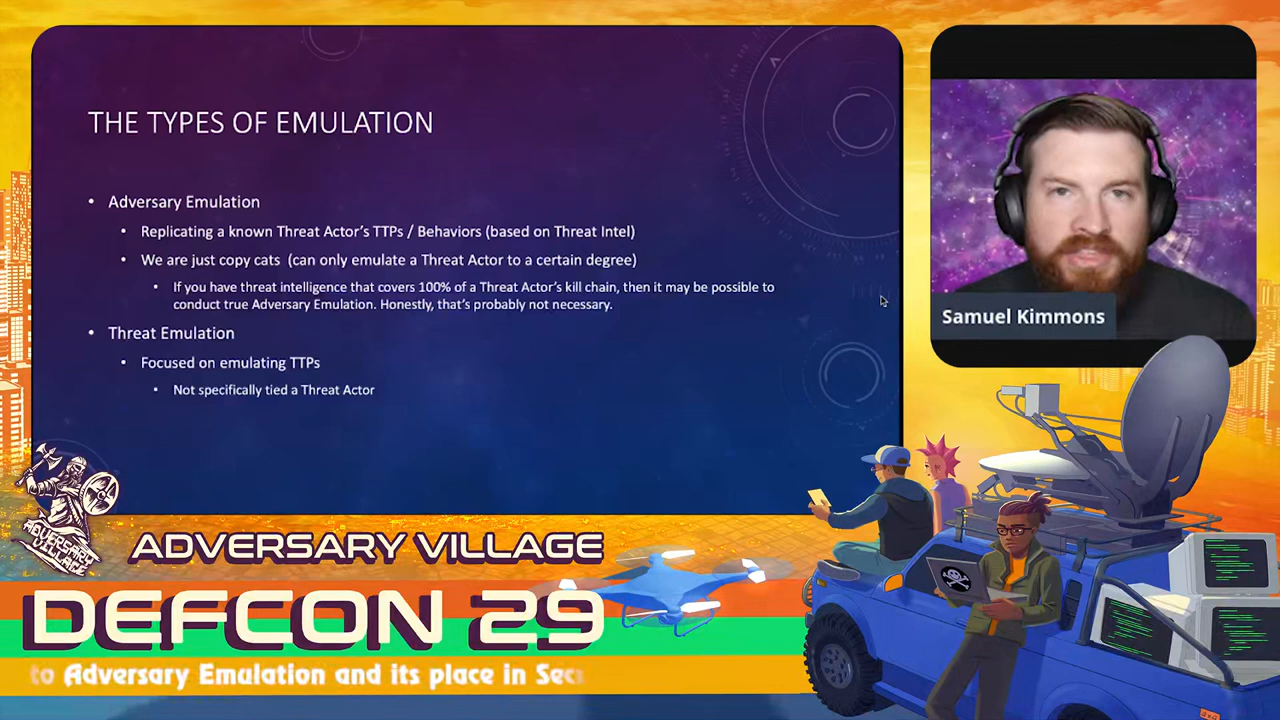 THE TYPES OF EMULATION
• Adversary Emulation
• Replicating a known Threat Actor's TTPs / Behaviors (based on Threat Intel)
• We are just copy cats (can only emulate a Threat Actor to a certain degree)
• If you have threat intelligence that covers 100% of a Threat Actor's kill chain, then it may be possible to
conduct true Adversary Emulation. Honestly, that's probably not necessary.
• Threat Emulation
• Focused on emulating TTPs
• Not specifically tied a Threat Actor
Samuel Kimmons
ADVERSARY
VILLAGE
ADVERSARY VILLAGE
DEFCON 29
to Adversary Emulation and its place in Sec